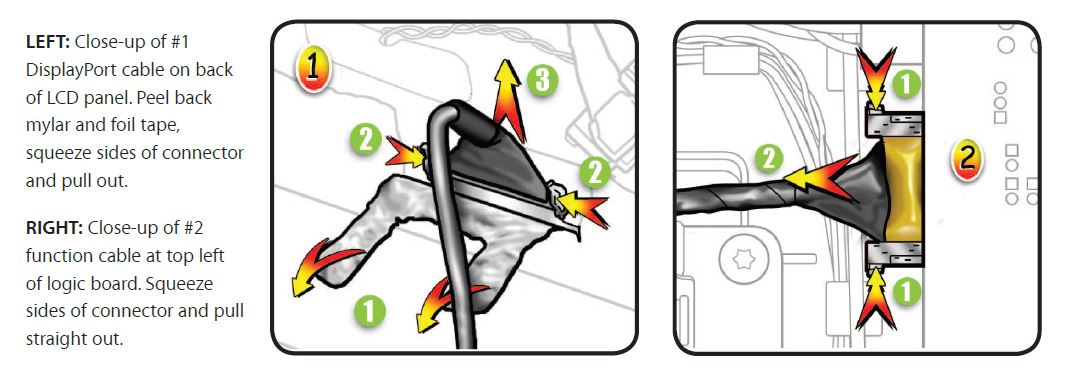 LEFT: Close-up of #1
DisplayPort cable on back
of LCD panel. Peel back
mylar and foil tape,
squeeze sides of connector
and pull out.
RIGHT: Close-up of #2
function cable at top left
of logic board. Squeeze
sides of connector and pull
straight out.
1
3
2
2
1
1
2
2
1